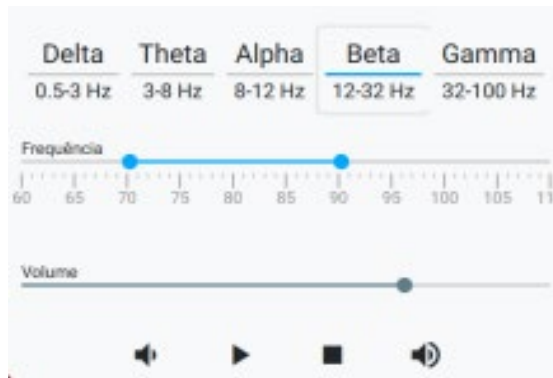 Delta Theta Alpha Beta Gamma
0.5-3 Hz 3-8 Hz 8-12 Hz 12-32 Hz 32-100 Hz
Frequência
60 65 70 75 80 85 90 95 100 105 11
Volume